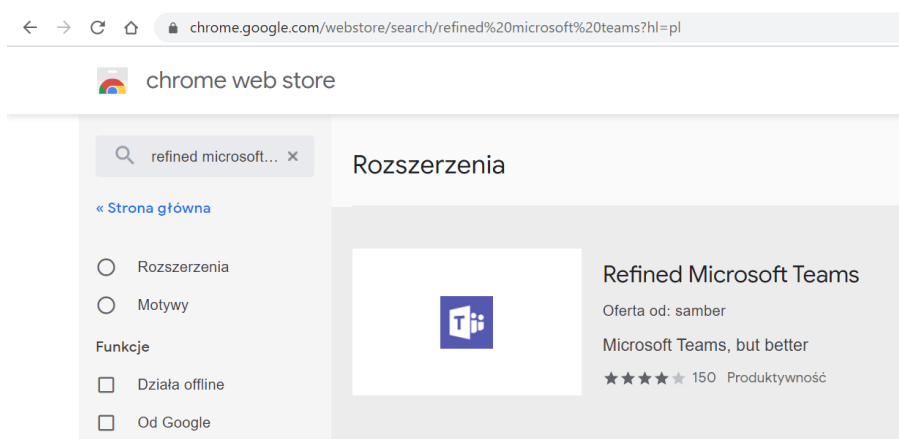 chrome.google.com/webstore/search/refined%20microsoft%20teams?hl=pl
chrome web store
refined microsoft... ×
Rozszerzenia
« Strona główna
Rozszerzenia
Motywy
Funkcje
Działa offline
Od Google
T
Refined Microsoft Teams
Oferta od: samber
Microsoft Teams, but better
150 Produktywność